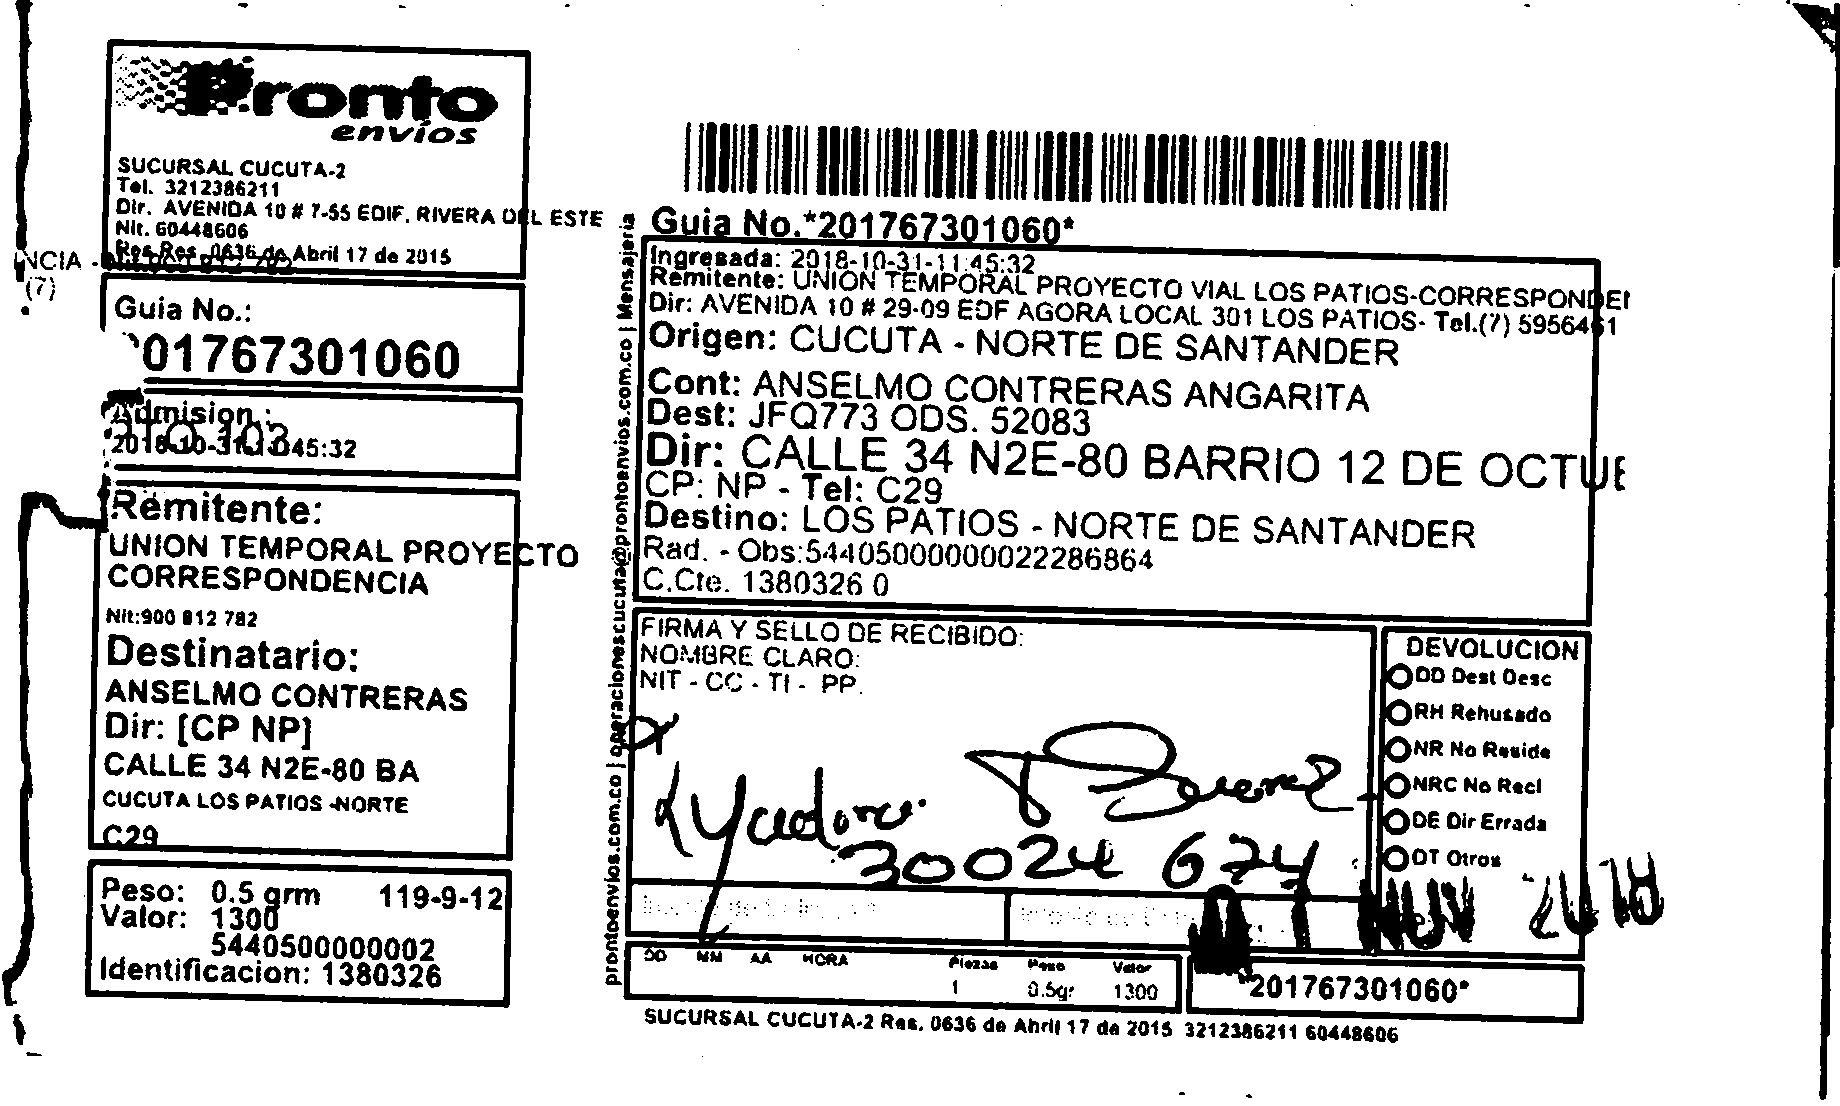 Pronto
envíos
SUCURSAL CUCUTA-2
Tel. 3212386211
Dir. AVENIDA 10 # 7-55 EDIF. RIVERA DEL ESTE
Nit. 60448606
Res Res. 0636 de Abril 17 de 2015
NCIA -
(7)
Guia No.:
01767301060
Admision :
2018-10-31 045:32
Remitente:
UNION TEMPORAL PROYECTO
CORRESPONDENCIA
Nit:900 812 782
Destinatario:
ANSELMO CONTRERAS
Dir: [CP NP]
CALLE 34 N2E-80 BA
CUCUTA LOS PATIOS -NORTE
C29
Peso: 0.5 grm 119-9-12
Valor: 1300
5440500000002
Identificacion: 1380326
prontoenvios.com.co | operacionescucuta@prontoenvios.com.co | Mensajeria
Guia No.*201767301060*
Ingresada: 2018-10-31-11:45:32
Remitente: UNION TEMPORAL PROYECTO VIAL LOS PATIOS-CORRESPONDEN
Dir: AVENIDA 10 # 29-09 EDF AGORA LOCAL 301 LOS PATIOS- Tel.(7) 5956461
Origen: CUCUTA - NORTE DE SANTANDER
Cont: ANSELMO CONTRERAS ANGARITA
Dest: JFQ773 ODS. 52083
Dir: CALLE 34 N2E-80 BARRIO 12 DE OCTUB
CP: NP - Tel: C29
Destino: LOS PATIOS - NORTE DE SANTANDER
Rad. - Obs:54405000000022286864
C.Cte. 1380326 0
FIRMA Y SELLO DE RECIBIDO:
NOMBRE CLARO:
NIT - CC - TI - PP.
30024 674
DEVOLUCION
DD Dest Desc
RH Rehusado
NR No Reside
NRC No Recl
DE Dir Errada
OT Otros
NOV 2018
DD MM AA HORA Piezas Peso Valor
1 0.5gr 1300
*201767301060*
SUCURSAL CUCUTA-2 Res. 0636 de Abril 17 de 2015 3212386211 60448606